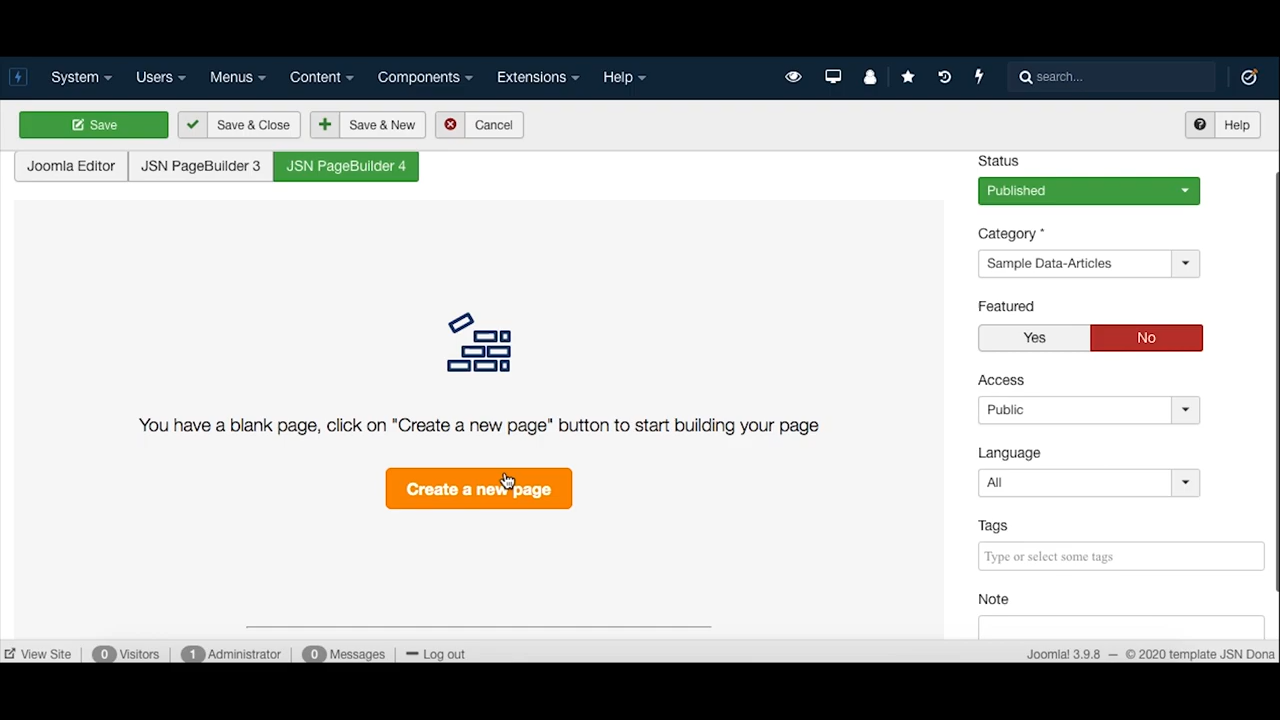 System Users Menus Content Components Extensions Help search...
Save Save & Close Save & New Cancel Help
Joomla Editor JSN PageBuilder 3 JSN PageBuilder 4
You have a blank page, click on "Create a new page" button to start building your page
Create a new page
Status
Published
Category *
Sample Data-Articles
Featured
Yes No
Access
Public
Language
All
Tags
Type or select some tags
Note
View Site 0 Visitors 1 Administrator 0 Messages Log out Joomla! 3.9.8 — © 2020 template JSN Dona